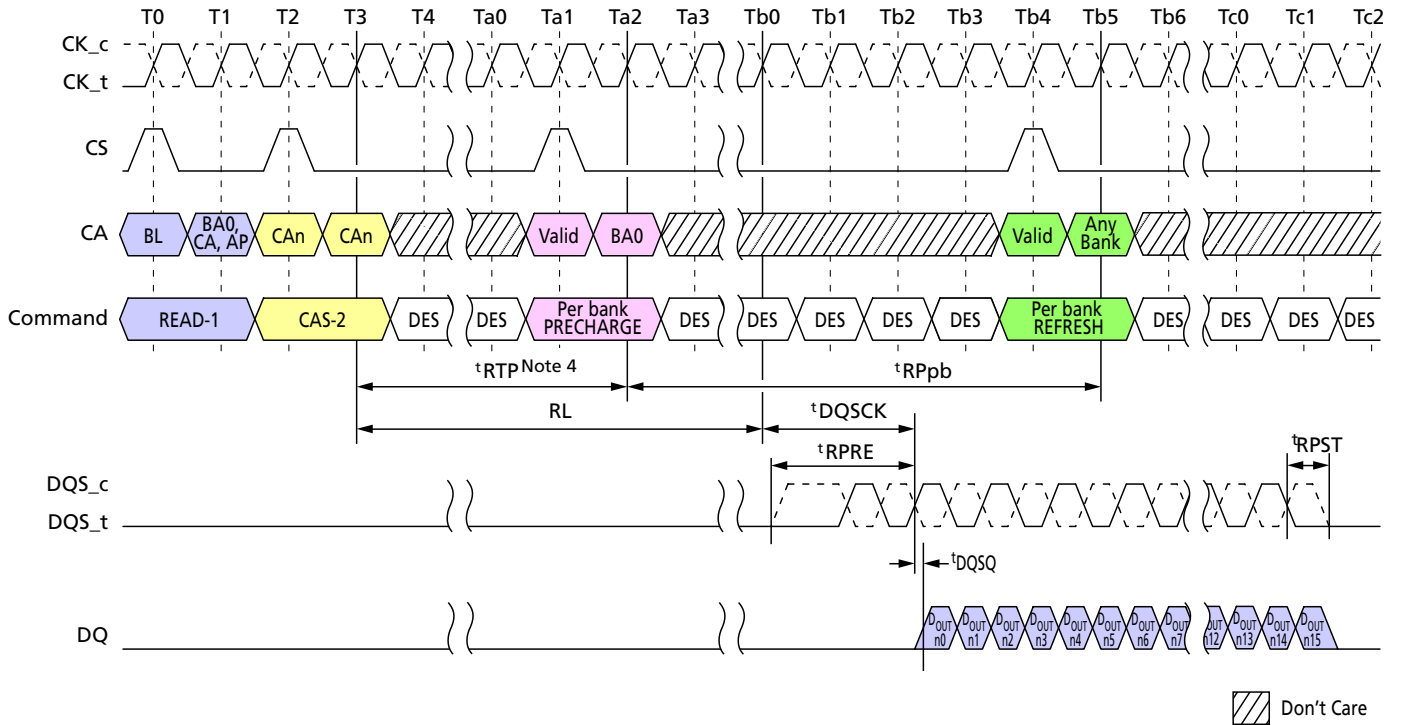 T0 T1 T2 T3 T4 Ta0 Ta1 Ta2 Ta3 Tb0 Tb1 Tb2 Tb3 Tb4 Tb5 Tb6 Tc0 Tc1 Tc2
CK_c
CK_t
CS
CA BL BA0, CA, AP CAn CAn Valid BA0 Valid Any Bank
Command READ-1 CAS-2 DES DES Per bank PRECHARGE DES DES DES DES DES Per bank REFRESH DES DES DES DES
tRTP Note 4 tRPpb
RL tDQSCK
tRPRE tRPST
DQS_c
DQS_t
tDQSQ
DQ DOUT n0 DOUT n1 DOUT n2 DOUT n3 DOUT n4 DOUT n5 DOUT n6 DOUT n7 DOUT n12 DOUT n13 DOUT n14 DOUT n15
Don't Care